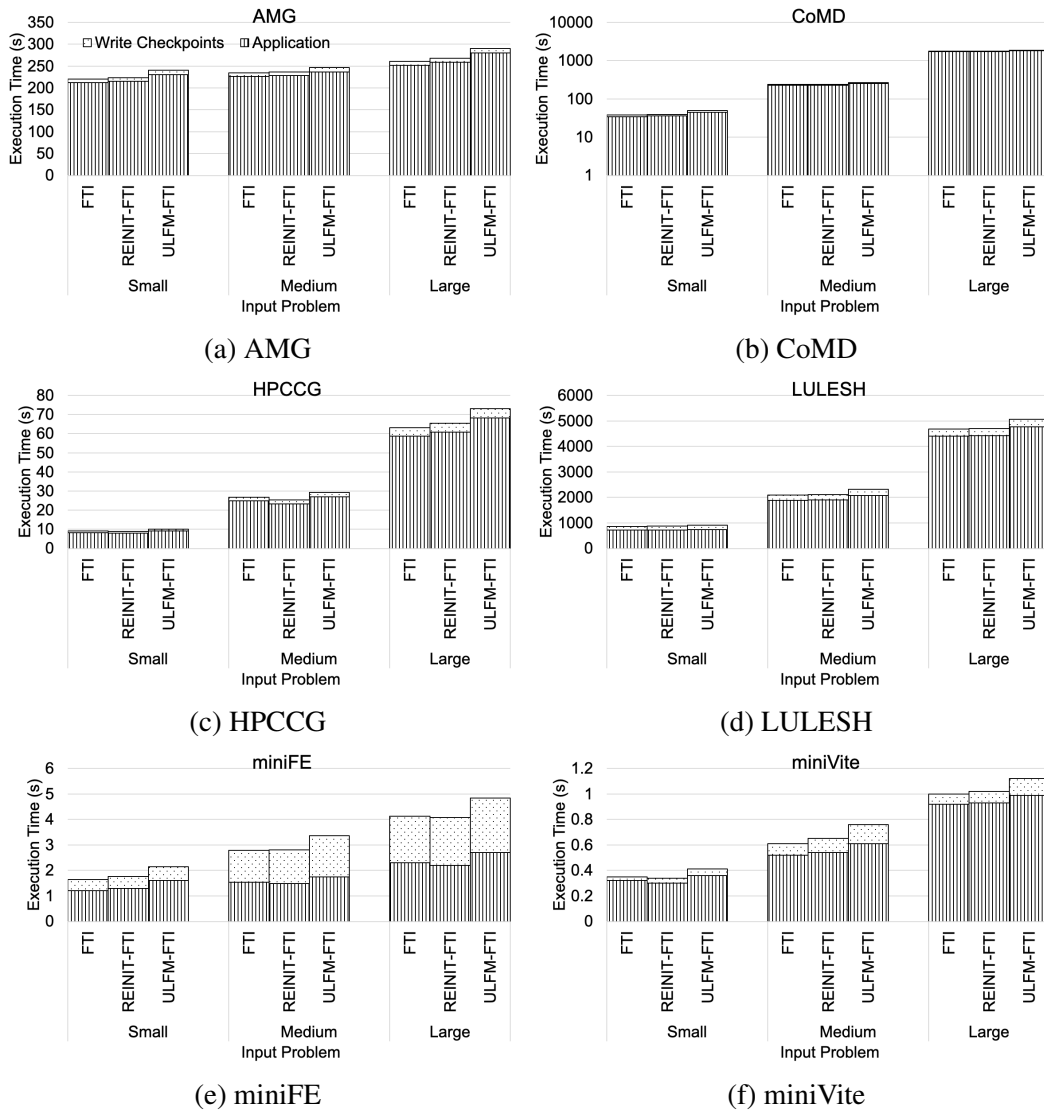 AMG
Write Checkpoints Application
Execution Time (s)
350
300
250
200
150
100
50
0
FTI REINIT-FTI ULFM-FTI FTI REINIT-FTI ULFM-FTI FTI REINIT-FTI ULFM-FTI
Small Medium Large
Input Problem
(a) AMG
CoMD
Execution Time (s)
10000
1000
100
10
1
FTI REINIT-FTI ULFM-FTI FTI REINIT-FTI ULFM-FTI FTI REINIT-FTI ULFM-FTI
Small Medium Large
Input Problem
(b) CoMD
HPCCG
Execution Time (s)
80
70
60
50
40
30
20
10
0
FTI REINIT-FTI ULFM-FTI FTI REINIT-FTI ULFM-FTI FTI REINIT-FTI ULFM-FTI
Small Medium Large
Input Problem
(c) HPCCG
LULESH
Execution Time (s)
6000
5000
4000
3000
2000
1000
0
FTI REINIT-FTI ULFM-FTI FTI REINIT-FTI ULFM-FTI FTI REINIT-FTI ULFM-FTI
Small Medium Large
Input Problem
(d) LULESH
miniFE
Execution Time (s)
6
5
4
3
2
1
0
FTI REINIT-FTI ULFM-FTI FTI REINIT-FTI ULFM-FTI FTI REINIT-FTI ULFM-FTI
Small Medium Large
Input Problem
(e) miniFE
miniVite
Execution Time (s)
1.2
1
0.8
0.6
0.4
0.2
0
FTI REINIT-FTI ULFM-FTI FTI REINIT-FTI ULFM-FTI FTI REINIT-FTI ULFM-FTI
Small Medium Large
Input Problem
(f) miniVite